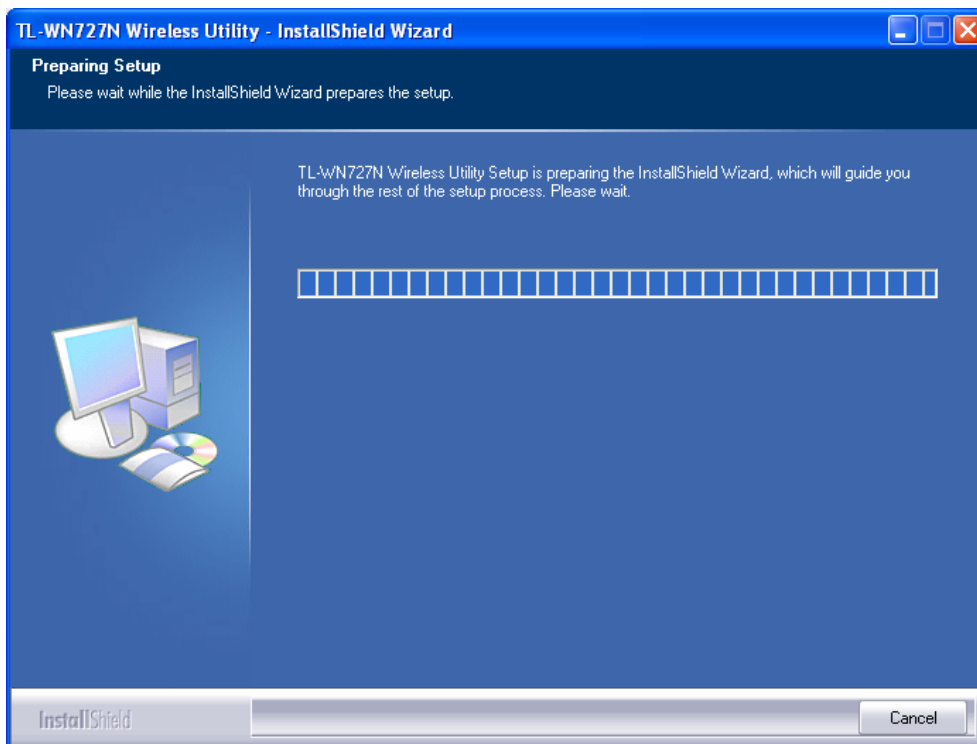 TL-WN727N Wireless Utility - InstallShield Wizard
Preparing Setup
Please wait while the InstallShield Wizard prepares the setup.
TL-WN727N Wireless Utility Setup is preparing the InstallShield Wizard, which will guide you
through the rest of the setup process. Please wait.
InstallShield
Cancel